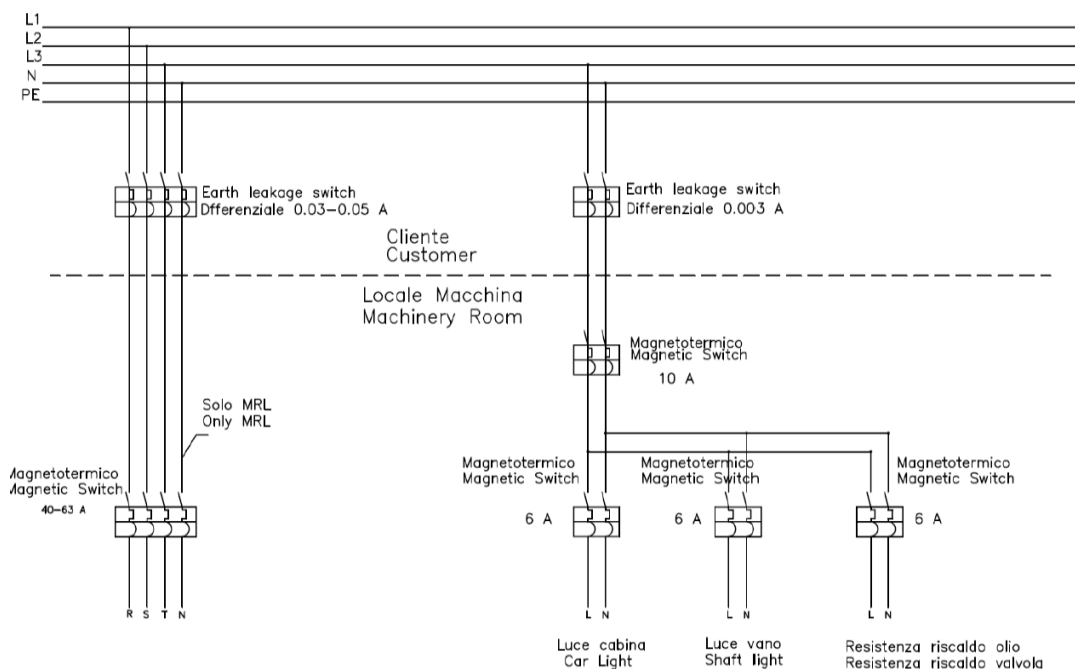 L1
L2
L3
N
PE
Earth leakage switch
Dfferenziale 0.03-0.05 A
Earth leakage switch
Differenziale 0.003 A
Cliente
Customer
Locale Macchina
Machinery Room
Magnetotermico
Magnetic Switch
10 A
Solo MRL
Only MRL
Magnetotermico
Magnetic Switch
40-63 A
Magnetotermico
Magnetic Switch
6 A
Magnetotermico
Magnetic Switch
6 A
Magnetotermico
Magnetic Switch
6 A
R S T N
L N
L N
L N
Luce cabina
Car Light
Luce vano
Shaft light
Resistenza riscaldo olio
Resistenza riscaldo valvola